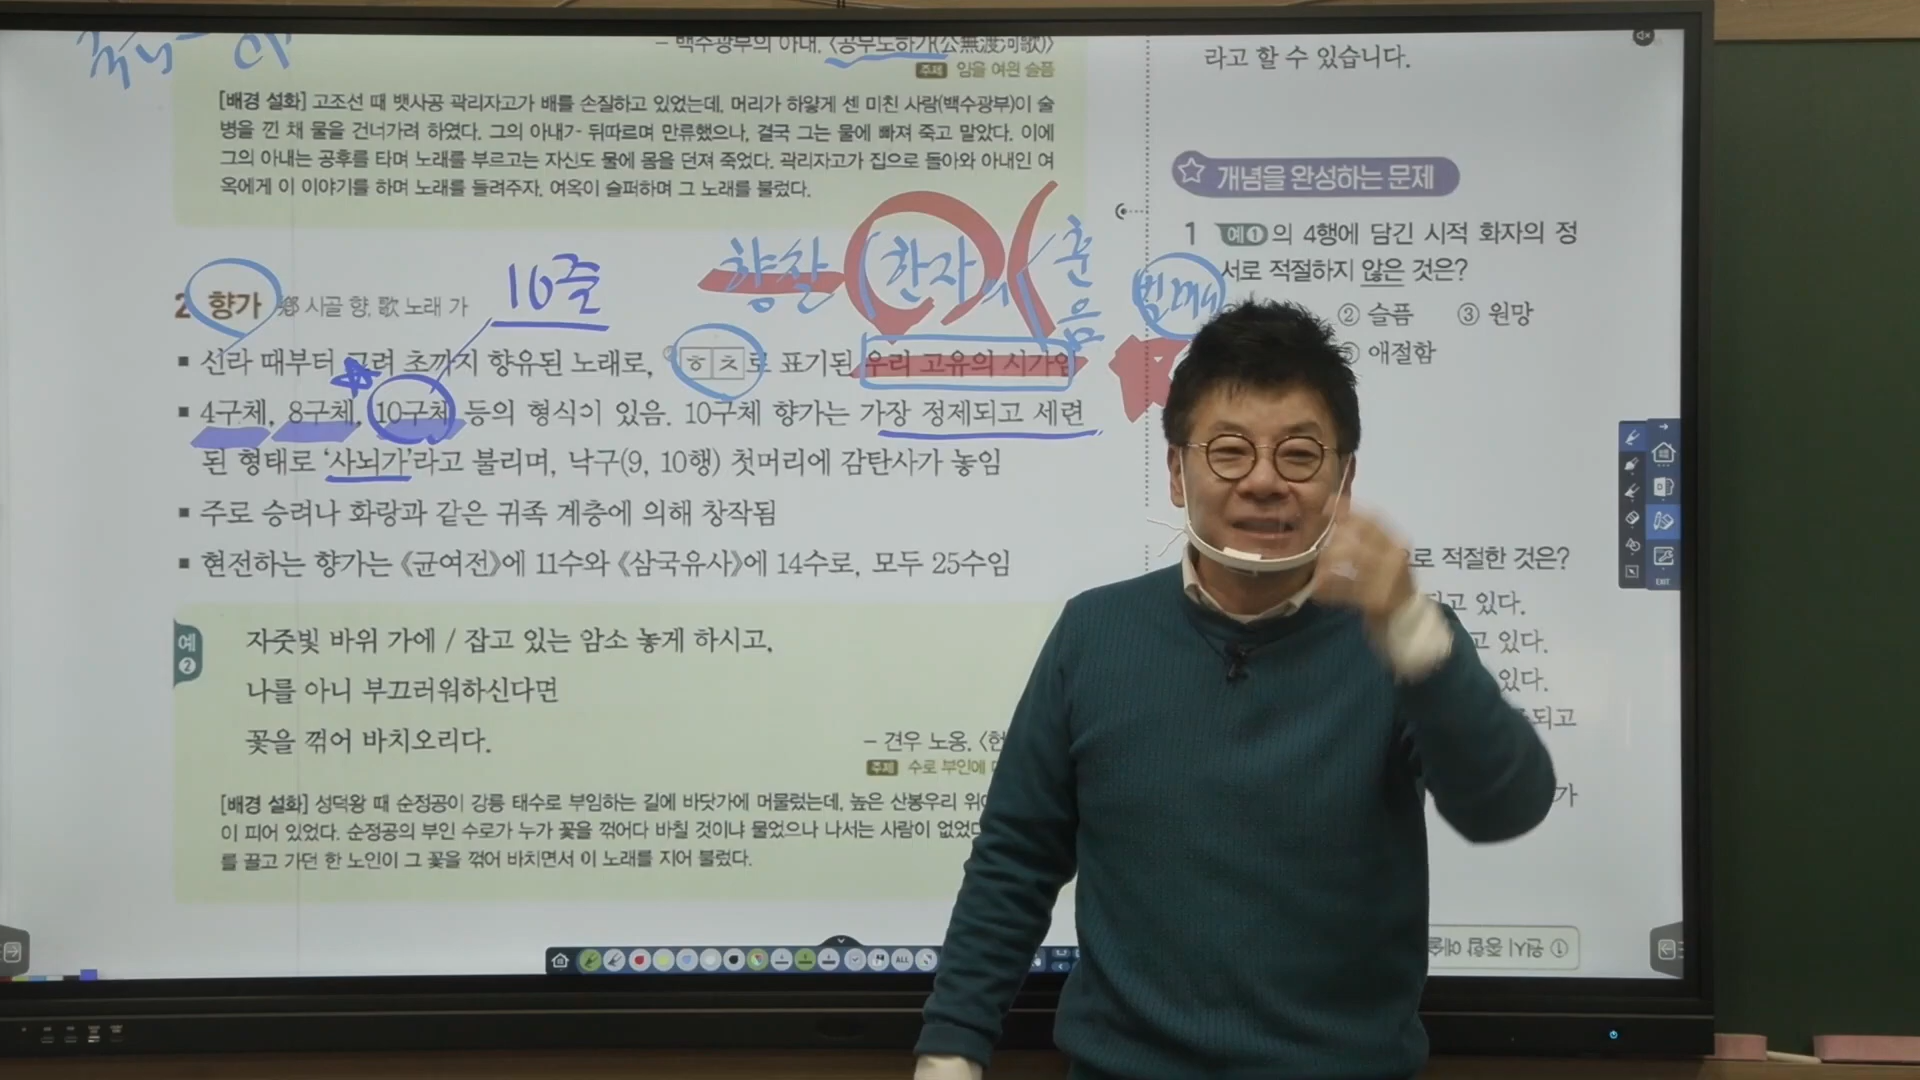 - 백수광부의 아내, 〈공무도하가(公無渡河歌)〉
주제 임을 여읜 슬픔
[배경 설화] 고조선 때 뱃사공 곽리자고가 배를 손질하고 있었는데, 머리가 하얗게 센 미친 사람(백수광부)이 술
병을 낀 채 물을 건너가려 하였다. 그의 아내가 뒤따르며 만류했으나, 결국 그는 물에 빠져 죽고 말았다. 이에
그의 아내는 공후를 타며 노래를 부르고는 자신도 물에 몸을 던져 죽었다. 곽리자고가 집으로 돌아와 아내인 여
옥에게 이 이야기를 하며 노래를 들려주자, 여옥이 슬퍼하며 그 노래를 불렀다.
향찰 (한자의 훈 음
10줄
2 향가 鄕 시골 향, 歌 노래 가
■ 신라 때부터 고려 초까지 향유된 노래로, ㅎㅊ로 표기된 우리 고유의 시가임
■ 4구체, 8구체, 10구체 등의 형식이 있음. 10구체 향가는 가장 정제되고 세련
된 형태로 ‘사뇌가’라고 불리며, 낙구(9, 10행) 첫머리에 감탄사가 놓임
■ 주로 승려나 화랑과 같은 귀족 계층에 의해 창작됨
■ 현전하는 향가는 《균여전》에 11수와 《삼국유사》에 14수로, 모두 25수임
예 2
자줏빛 바위 가에 / 잡고 있는 암소 놓게 하시고,
나를 아니 부끄러워하신다면
꽃을 꺾어 바치오리다.
- 견우 노옹, 〈헌
주제 수로 부인에
[배경 설화] 성덕왕 때 순정공이 강릉 태수로 부임하는 길에 바닷가에 머물렀는데, 높은 산봉우리 위에
이 피어 있었다. 순정공의 부인 수로가 누가 꽃을 꺾어다 바칠 것이냐 물었으나 나서는 사람이 없었다
를 끌고 가던 한 노인이 그 꽃을 꺾어 바치면서 이 노래를 지어 불렀다.
라고 할 수 있습니다.
개념을 완성하는 문제
1 예1의 4행에 담긴 시적 화자의 정
서로 적절하지 않은 것은?
② 슬픔 ③ 원망
⑤ 애절함
로 적절한 것은?
되고 있다.
고 있다.
있다.
되고
가
ALL
EXIT
① 원시 종합 예술